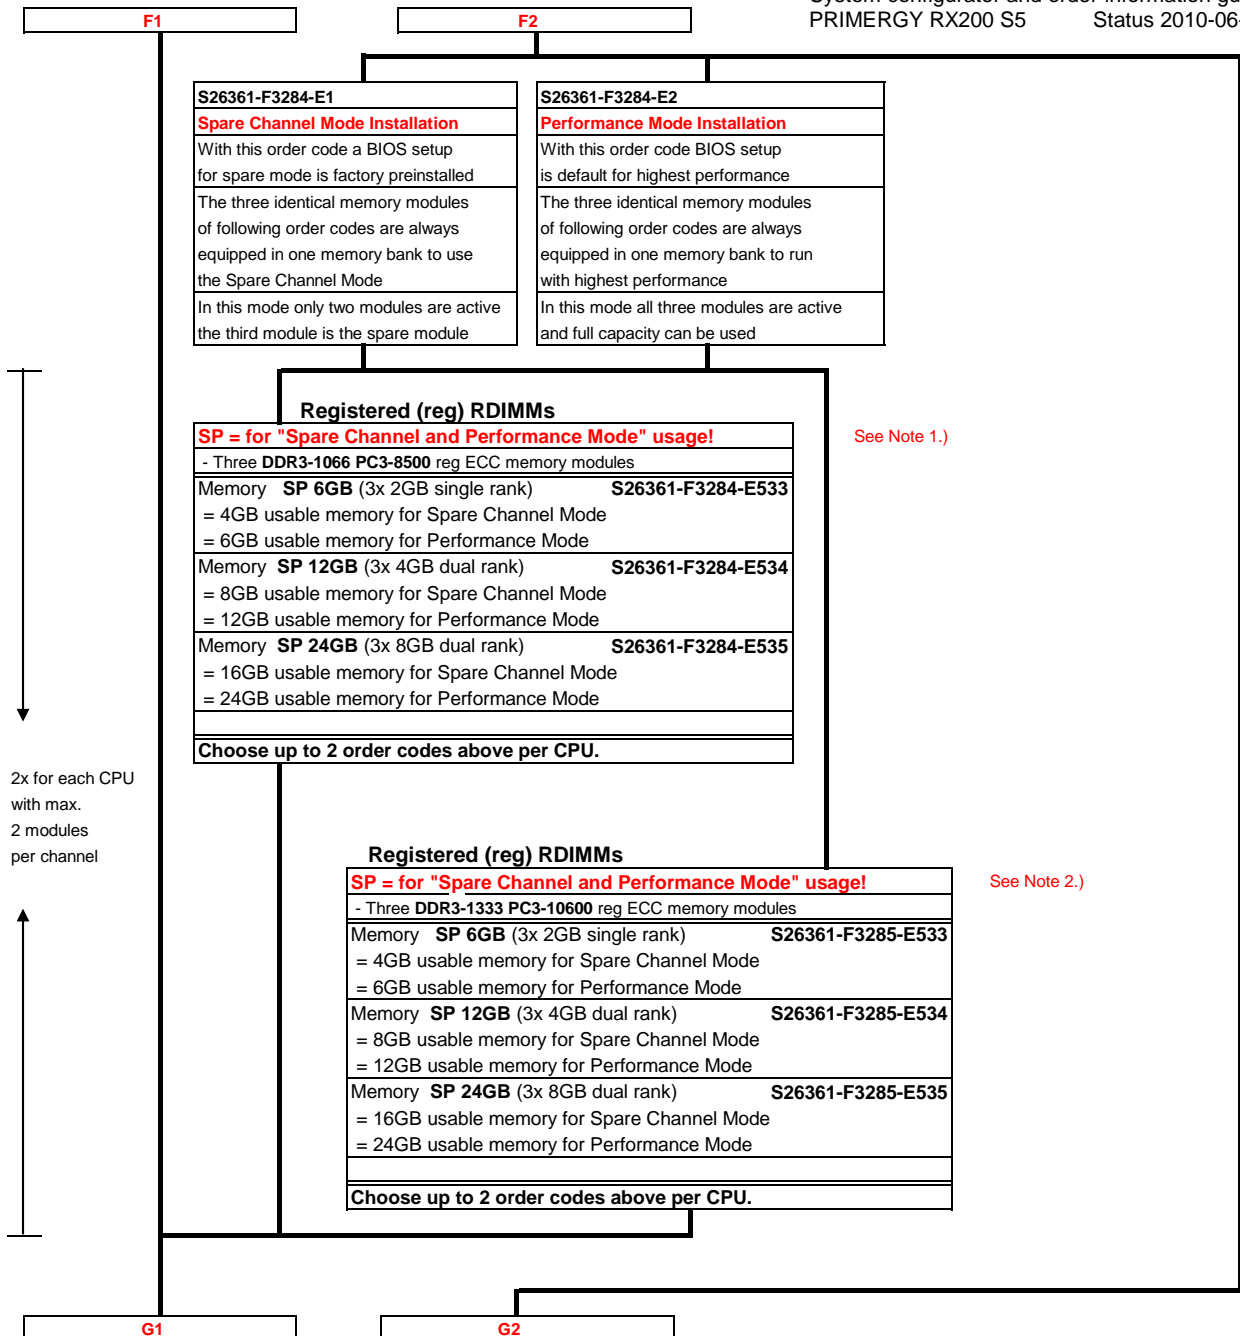 System configurator and order information guide
PRIMERGY RX200 S5 Status 2010-06-
F1
F2
S26361-F3284-E1
Spare Channel Mode Installation
With this order code a BIOS setup
for spare mode is factory preinstalled
The three identical memory modules
of following order codes are always
equipped in one memory bank to use
the Spare Channel Mode
In this mode only two modules are active
the third module is the spare module
S26361-F3284-E2
Performance Mode Installation
With this order code BIOS setup
is default for highest performance
The three identical memory modules
of following order codes are always
equipped in one memory bank to run
with highest performance
In this mode all three modules are active
and full capacity can be used
Registered (reg) RDIMMs
SP = for "Spare Channel and Performance Mode" usage!
See Note 1.)
- Three DDR3-1066 PC3-8500 reg ECC memory modules
Memory SP 6GB (3x 2GB single rank) S26361-F3284-E533
= 4GB usable memory for Spare Channel Mode
= 6GB usable memory for Performance Mode
Memory SP 12GB (3x 4GB dual rank) S26361-F3284-E534
= 8GB usable memory for Spare Channel Mode
= 12GB usable memory for Performance Mode
Memory SP 24GB (3x 8GB dual rank) S26361-F3284-E535
= 16GB usable memory for Spare Channel Mode
= 24GB usable memory for Performance Mode
Choose up to 2 order codes above per CPU.
2x for each CPU
with max.
2 modules
per channel
Registered (reg) RDIMMs
SP = for "Spare Channel and Performance Mode" usage!
See Note 2.)
- Three DDR3-1333 PC3-10600 reg ECC memory modules
Memory SP 6GB (3x 2GB single rank) S26361-F3285-E533
= 4GB usable memory for Spare Channel Mode
= 6GB usable memory for Performance Mode
Memory SP 12GB (3x 4GB dual rank) S26361-F3285-E534
= 8GB usable memory for Spare Channel Mode
= 12GB usable memory for Performance Mode
Memory SP 24GB (3x 8GB dual rank) S26361-F3285-E535
= 16GB usable memory for Spare Channel Mode
= 24GB usable memory for Performance Mode
Choose up to 2 order codes above per CPU.
G1
G2